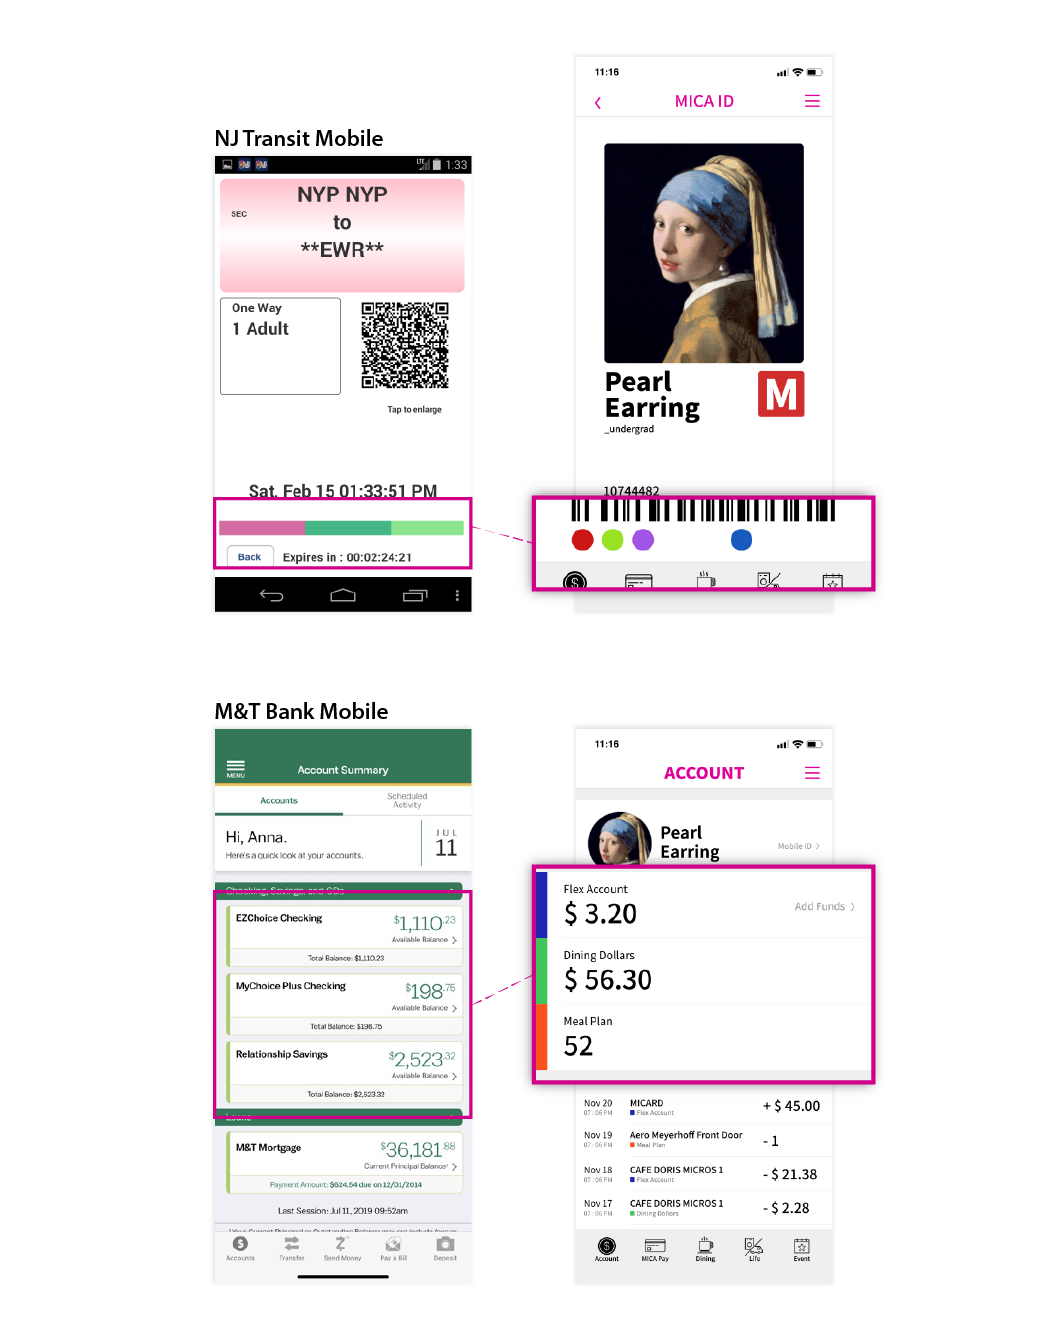 NJ Transit Mobile
LTE 1:33
NYP NYP
SEC
to
**EWR**
One Way
1 Adult
Tap to enlarge
Sat, Feb 15 01:33:51 PM
Back
Expires in : 00:02:24:21
11:16
MICA ID
Pearl
Earring
M
_undergrad
10744482
M&T Bank Mobile
MENU
Account Summary
Accounts
Scheduled
Activity
Hi, Anna.
Here's a quick look at your accounts.
JUL
11
Checking, Savings, and CDs
EZChoice Checking
$1,110.23
Available Balance
Total Balance: $1,110.23
MyChoice Plus Checking
$198.75
Available Balance
Total Balance: $198.75
Relationship Savings
$2,523.32
Available Balance
Total Balance: $2,523.32
Loans
M&T Mortgage
$36,181.88
Current Principal Balance
Payment Amount: $624.54 due on 12/01/2014
Last Session: Jul 11, 2019 09:52am
Accounts
Transfer
Send Money
Pay a Bill
Deposit
11:16
ACCOUNT
Pearl
Earring
Mobile ID
Flex Account
$ 3.20
Add Funds
Dining Dollars
$ 56.30
Meal Plan
52
Nov 20 MICARD + $ 45.00
07 : 06 PM Flex Account
Nov 19 Aero Meyerhoff Front Door - 1
07 : 06 PM Meal Plan
Nov 18 CAFE DORIS MICROS 1 - $ 21.38
07 : 06 PM Flex Account
Nov 17 CAFE DORIS MICROS 1 - $ 2.28
07 : 06 PM Dining Dollors
Account
MICA Pay
Dining
Life
Event